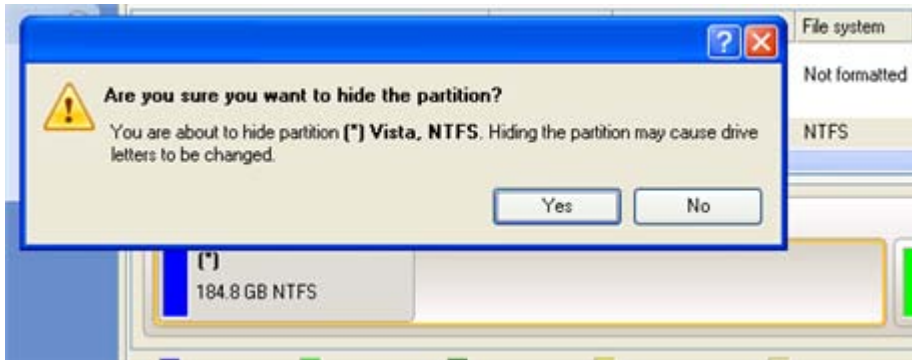 File system
Not formatted
Are you sure you want to hide the partition?
You are about to hide partition (*) Vista, NTFS. Hiding the partition may cause drive
letters to be changed.
NTFS
Yes No
(*)
184.8 GB NTFS